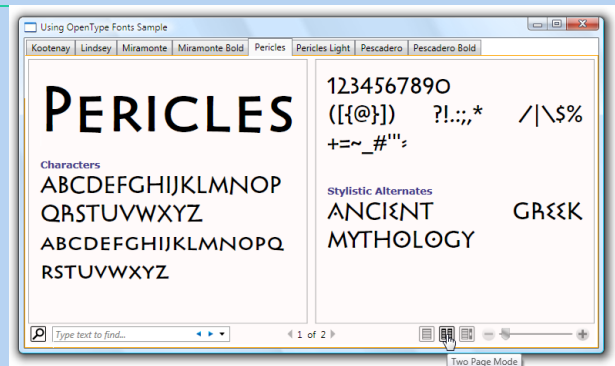 Using OpenType Fonts Sample
Kootenay Lindsey Miramonte Miramonte Bold Pericles Pericles Light Pescadero Pescadero Bold
PERICLES
Characters
ABCDEFGHIJKLMNOP
QRSTUVWXYZ
ABCDEFGHIJKLMNOPQ
RSTUVWXYZ
1234567890
([{@}]) ?!.:;,* /|\$%
+=~_#'":
Stylistic Alternates
ANCIENT GREEK
MYTHOLOGY
Type text to find...
1 of 2
Two Page Mode